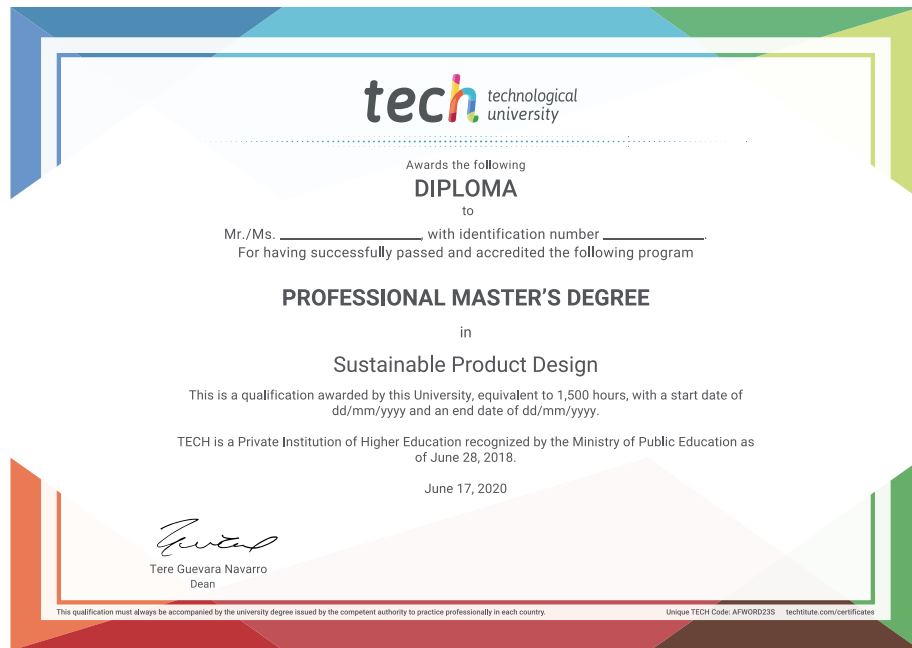 tech technological
university
Awards the following
DIPLOMA
to
Mr./Ms. ____________________, with identification number ______________.
For having successfully passed and accredited the following program
PROFESSIONAL MASTER'S DEGREE
in
Sustainable Product Design
This is a qualification awarded by this University, equivalent to 1,500 hours, with a start date of
dd/mm/yyyy and an end date of dd/mm/yyyy.
TECH is a Private Institution of Higher Education recognized by the Ministry of Public Education as
of June 28, 2018.
June 17, 2020
Tere Guevara Navarro
Dean
This qualification must always be accompanied by the university degree issued by the competent authority to practice professionally in each country. Unique TECH Code: AFWORD23S techtitute.com/certificates